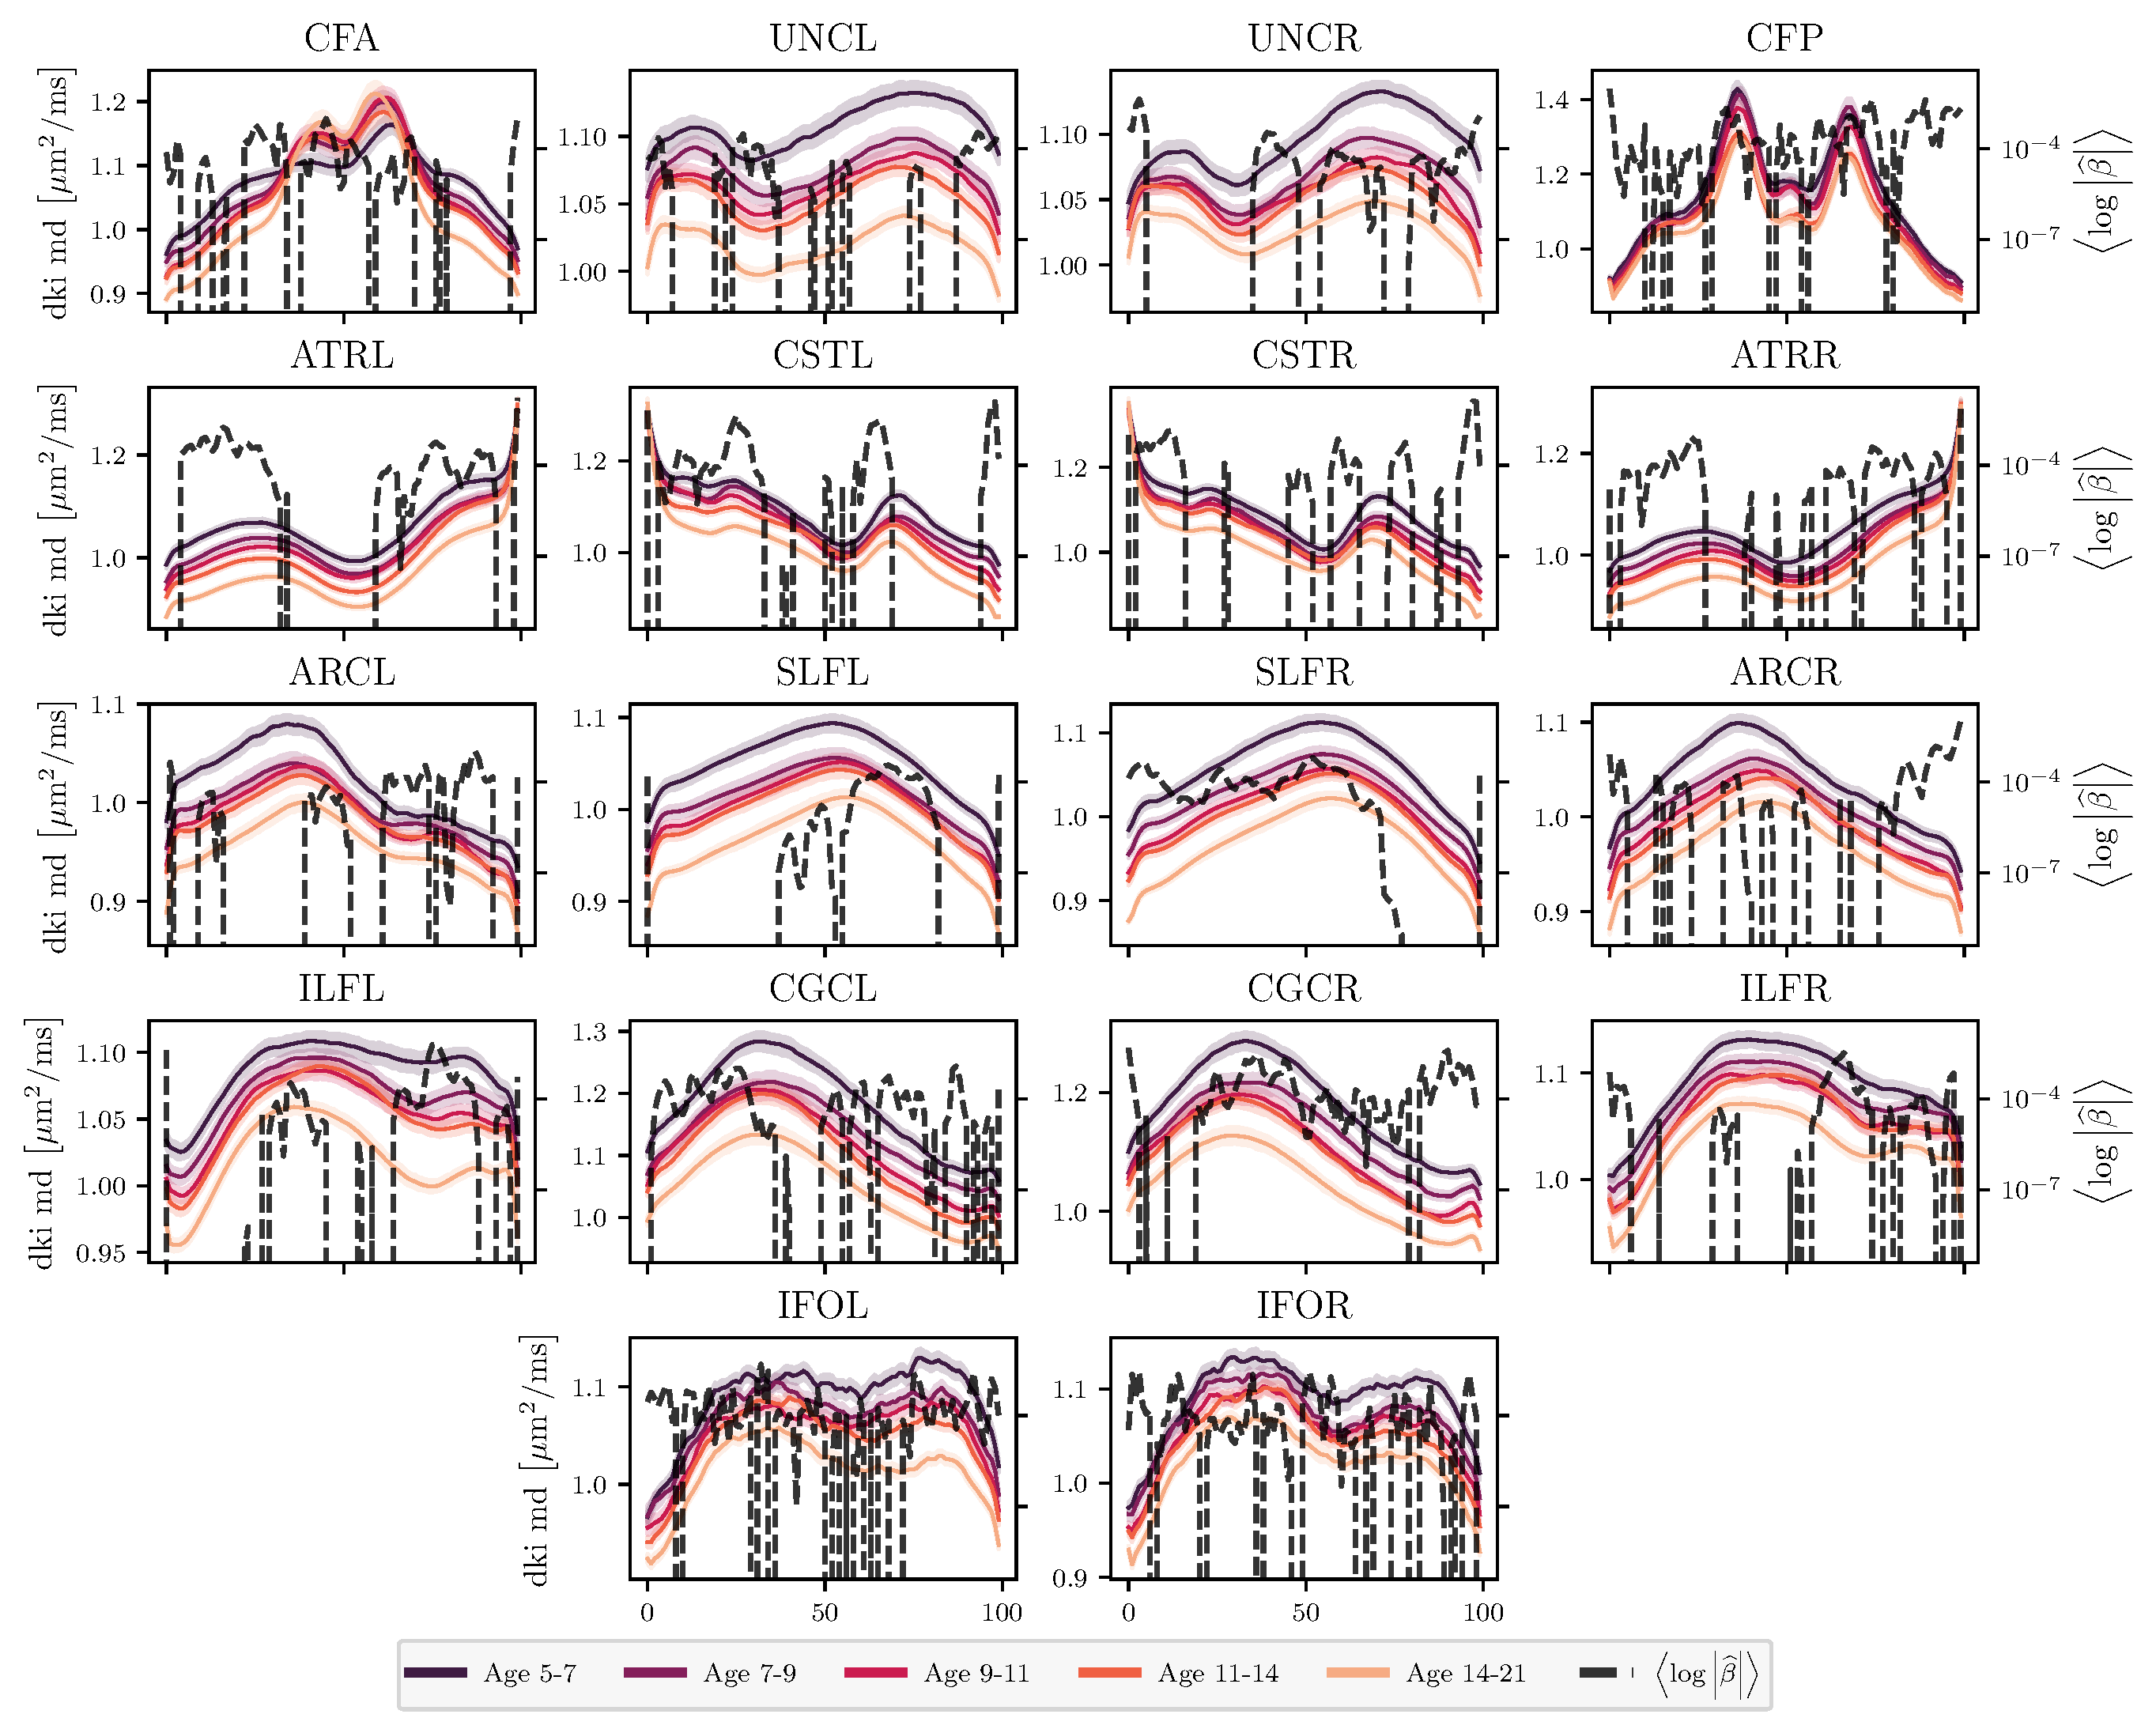 CFA UNCL UNCR CFP
dki md [μm²/ms] 1.2 1.1 1.0 0.9
1.10 1.05 1.00
1.10 1.05 1.00
1.4 1.2 1.0
10⁻⁴ 10⁻⁷ ⟨log |β̂|⟩
ATRL CSTL CSTR ATRR
dki md [μm²/ms] 1.2 1.0
1.2 1.0
1.2 1.0
1.2 1.0
10⁻⁴ 10⁻⁷ ⟨log |β̂|⟩
ARCL SLFL SLFR ARCR
dki md [μm²/ms] 1.1 1.0 0.9
1.1 1.0 0.9
1.1 1.0 0.9
1.1 1.0 0.9
10⁻⁴ 10⁻⁷ ⟨log |β̂|⟩
ILFL CGCL CGCR ILFR
dki md [μm²/ms] 1.10 1.05 1.00 0.95
1.3 1.2 1.1 1.0
1.2 1.0
1.1 1.0
10⁻⁴ 10⁻⁷ ⟨log |β̂|⟩
IFOL IFOR
dki md [μm²/ms] 1.1 1.0
1.1 1.0 0.9
0 50 100 0 50 100
Age 5-7 Age 7-9 Age 9-11 Age 11-14 Age 14-21 ⟨log |β̂|⟩